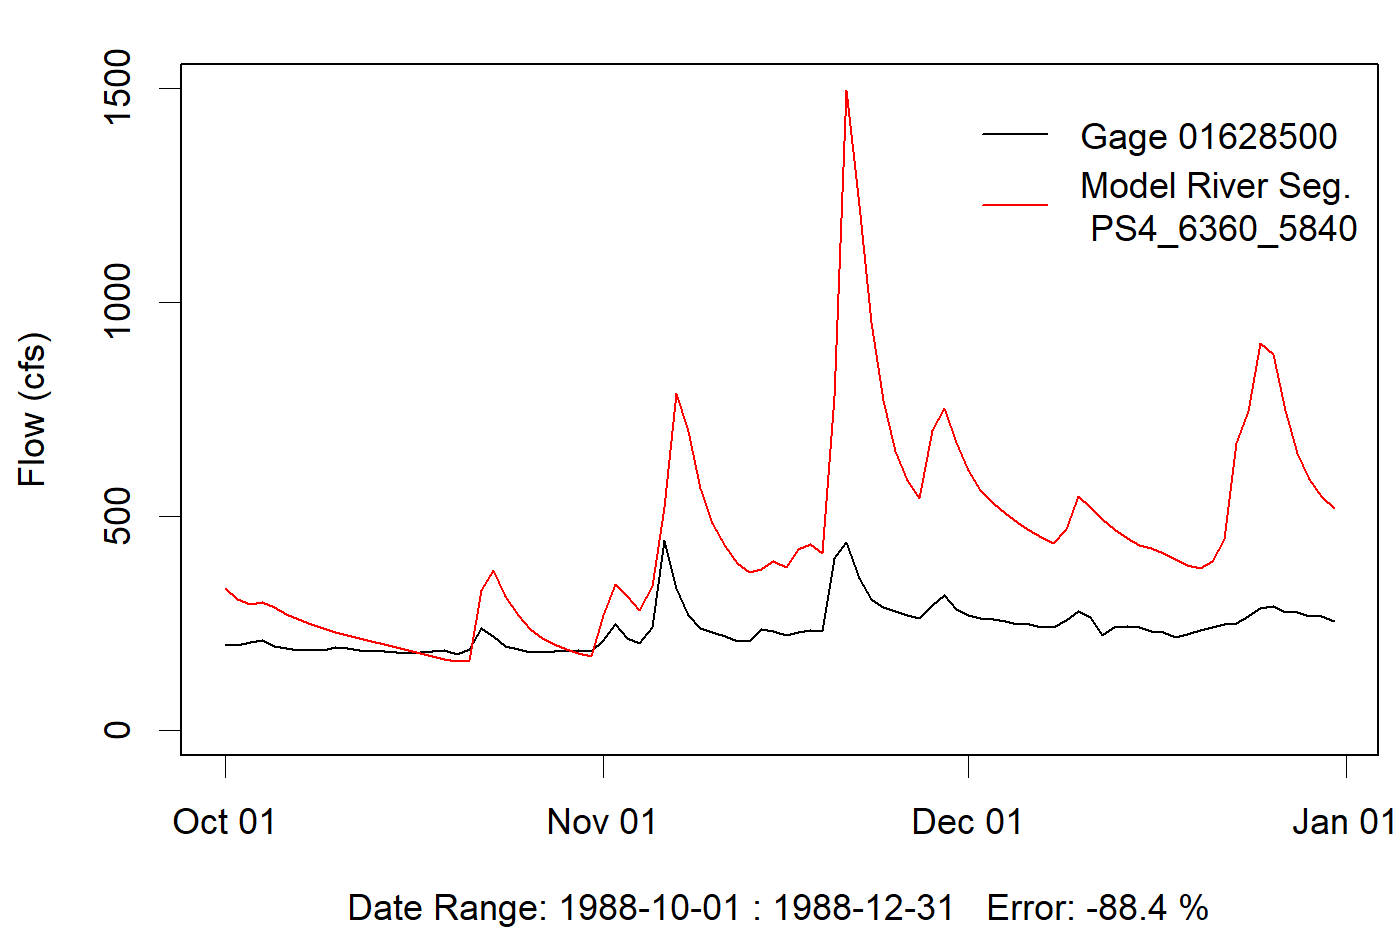 1500
1000
500
0
Flow (cfs)
Gage 01628500
Model River Seg.
PS4_6360_5840
Oct 01
Nov 01
Dec 01
Jan 01
Date Range: 1988-10-01 : 1988-12-31 Error: -88.4 %